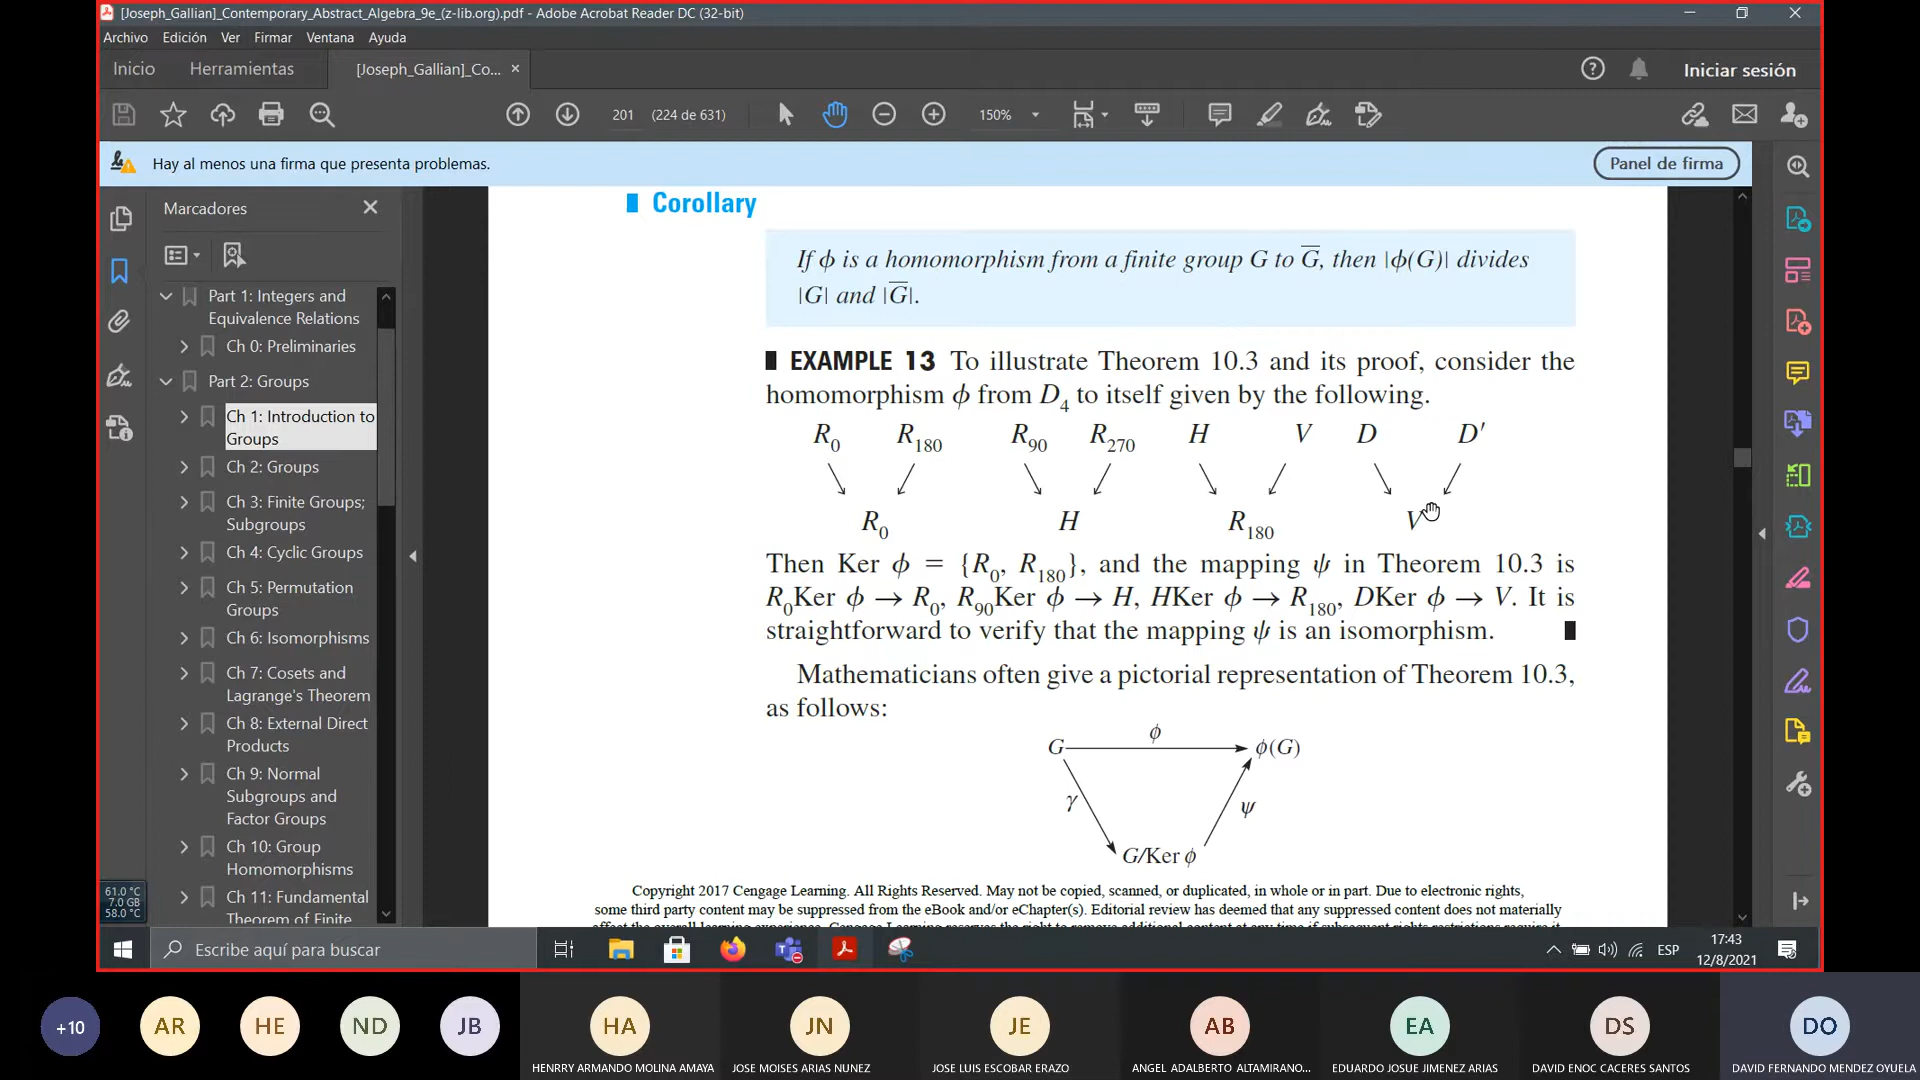 [Joseph_Gallian]_Contemporary_Abstract_Algebra_9e_(z-lib.org).pdf - Adobe Acrobat Reader DC (32-bit)
Archivo Edición Ver Firmar Ventana Ayuda
Inicio Herramientas [Joseph_Gallian]_Co... × Iniciar sesión
201 (224 de 631) 150%
Hay al menos una firma que presenta problemas. Panel de firma
Marcadores
Part 1: Integers and
Equivalence Relations
Ch 0: Preliminaries
Part 2: Groups
Ch 1: Introduction to
Groups
Ch 2: Groups
Ch 3: Finite Groups;
Subgroups
Ch 4: Cyclic Groups
Ch 5: Permutation
Groups
Ch 6: Isomorphisms
Ch 7: Cosets and
Lagrange's Theorem
Ch 8: External Direct
Products
Ch 9: Normal
Subgroups and
Factor Groups
Ch 10: Group
Homomorphisms
Ch 11: Fundamental
Theorem of Finite
Corollary
If ϕ is a homomorphism from a finite group G to G̅, then |ϕ(G)| divides
|G| and |G̅|.
EXAMPLE 13 To illustrate Theorem 10.3 and its proof, consider the
homomorphism ϕ from D₄ to itself given by the following.
R₀ R₁₈₀ R₉₀ R₂₇₀ H V D D′
R₀ H R₁₈₀ V
Then Ker ϕ = {R₀, R₁₈₀}, and the mapping ψ in Theorem 10.3 is
R₀Ker ϕ → R₀, R₉₀Ker ϕ → H, HKer ϕ → R₁₈₀, DKer ϕ → V. It is
straightforward to verify that the mapping ψ is an isomorphism.
Mathematicians often give a pictorial representation of Theorem 10.3,
as follows:
G ϕ ϕ(G)
γ ψ
G/Ker ϕ
Copyright 2017 Cengage Learning. All Rights Reserved. May not be copied, scanned, or duplicated, in whole or in part. Due to electronic rights,
some third party content may be suppressed from the eBook and/or eChapter(s). Editorial review has deemed that any suppressed content does not materially
61.0 °C
7.0 GB
58.0 °C
Escribe aquí para buscar
ESP
17:43
12/8/2021
+10 AR HE ND JB HA JN JE AB EA DS DO
HENRRY ARMANDO MOLINA AMAYA
JOSE MOISES ARIAS NUNEZ
JOSE LUIS ESCOBAR ERAZO
ANGEL ADALBERTO ALTAMIRANO...
EDUARDO JOSUE JIMENEZ ARIAS
DAVID ENOC CACERES SANTOS
DAVID FERNANDO MENDEZ OYUELA